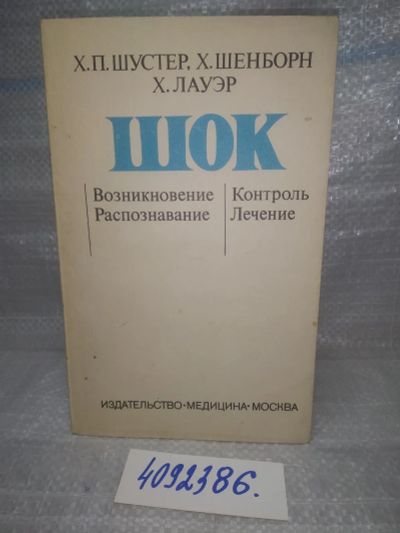 Х.П.ШУСТЕР, Х.ШЕНБОРН
Х.ЛАУЭР
ШОК
Возникновение Контроль
Распознавание Лечение
ИЗДАТЕЛЬСТВО·МЕДИЦИНА·МОСКВА
4092386.